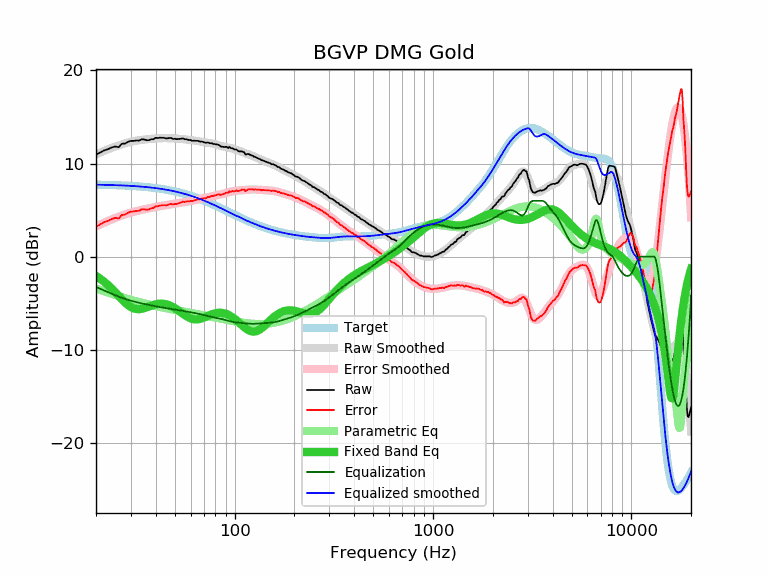 BGVP DMG Gold
20
10
0
−10
−20
Amplitude (dBr)
Target
Raw Smoothed
Error Smoothed
Raw
Error
Parametric Eq
Fixed Band Eq
Equalization
Equalized smoothed
100
1000
10000
Frequency (Hz)